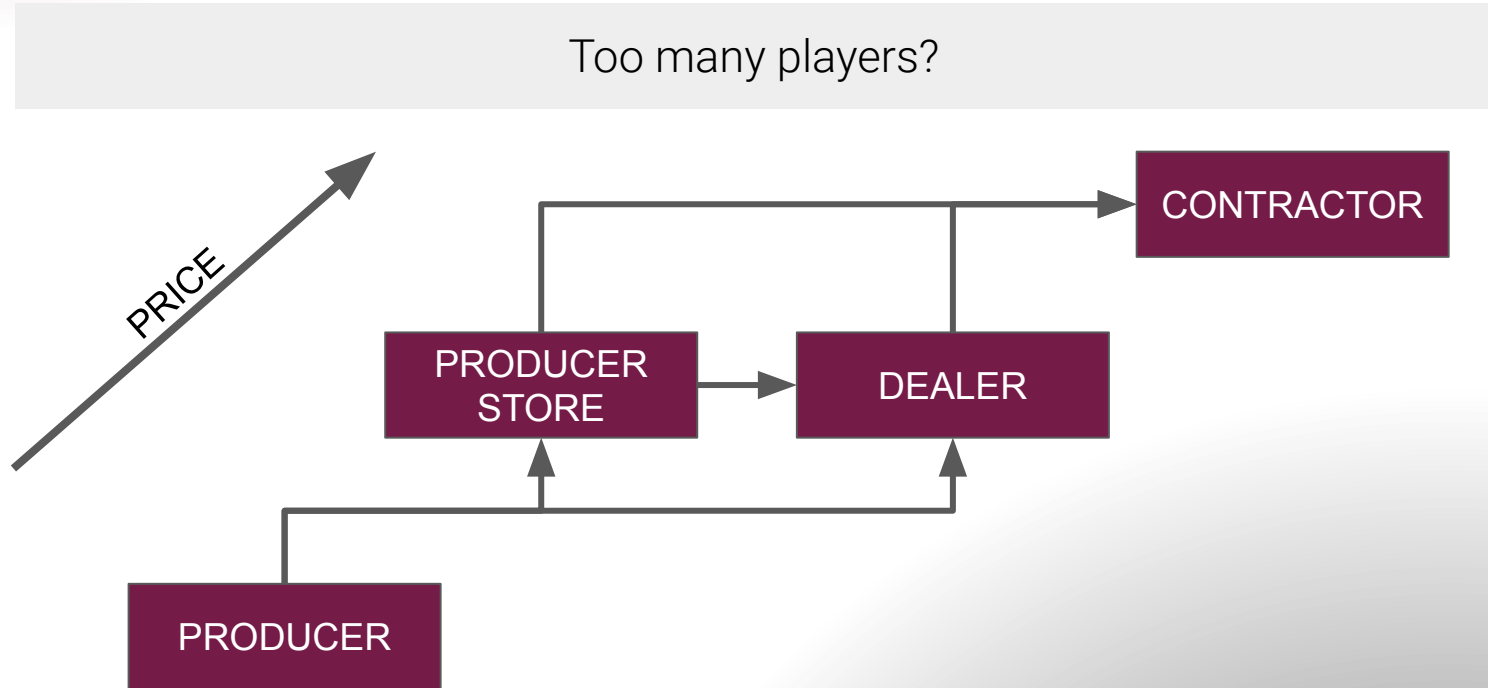 Too many players?
PRICE
CONTRACTOR
PRODUCER
STORE
DEALER
PRODUCER